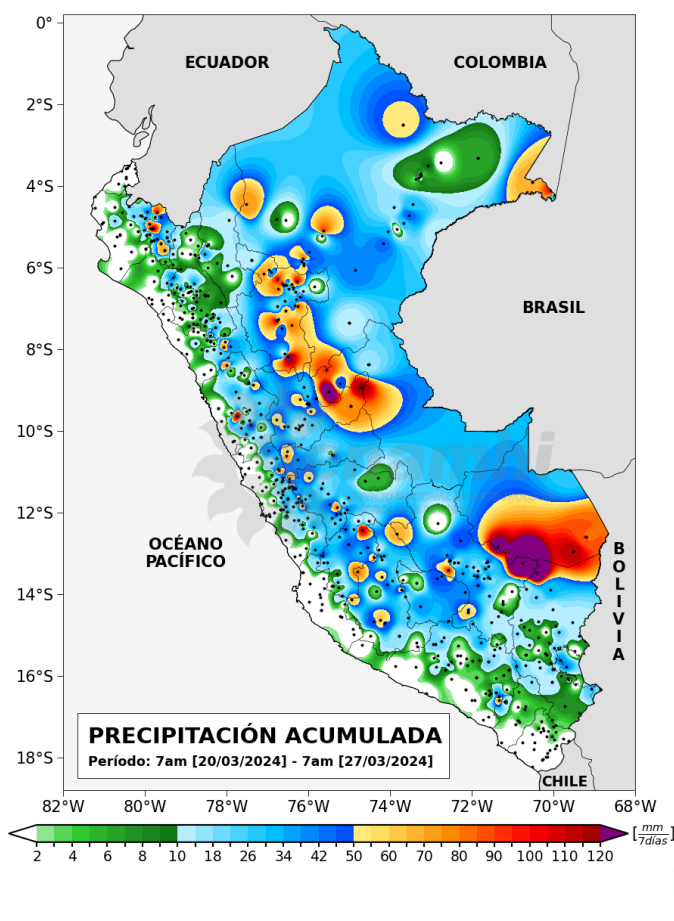 0°
2°S
4°S
6°S
8°S
10°S
12°S
14°S
16°S
18°S
ECUADOR
COLOMBIA
BRASIL
OCÉANO
PACÍFICO
B
O
L
I
V
I
A
CHILE
PRECIPITACIÓN ACUMULADA
Período: 7am [20/03/2024] - 7am [27/03/2024]
82°W 80°W 78°W 76°W 74°W 72°W 70°W 68°W
2 4 6 8 10 18 26 34 42 50 60 70 80 90 100 110 120
[mm/7días]